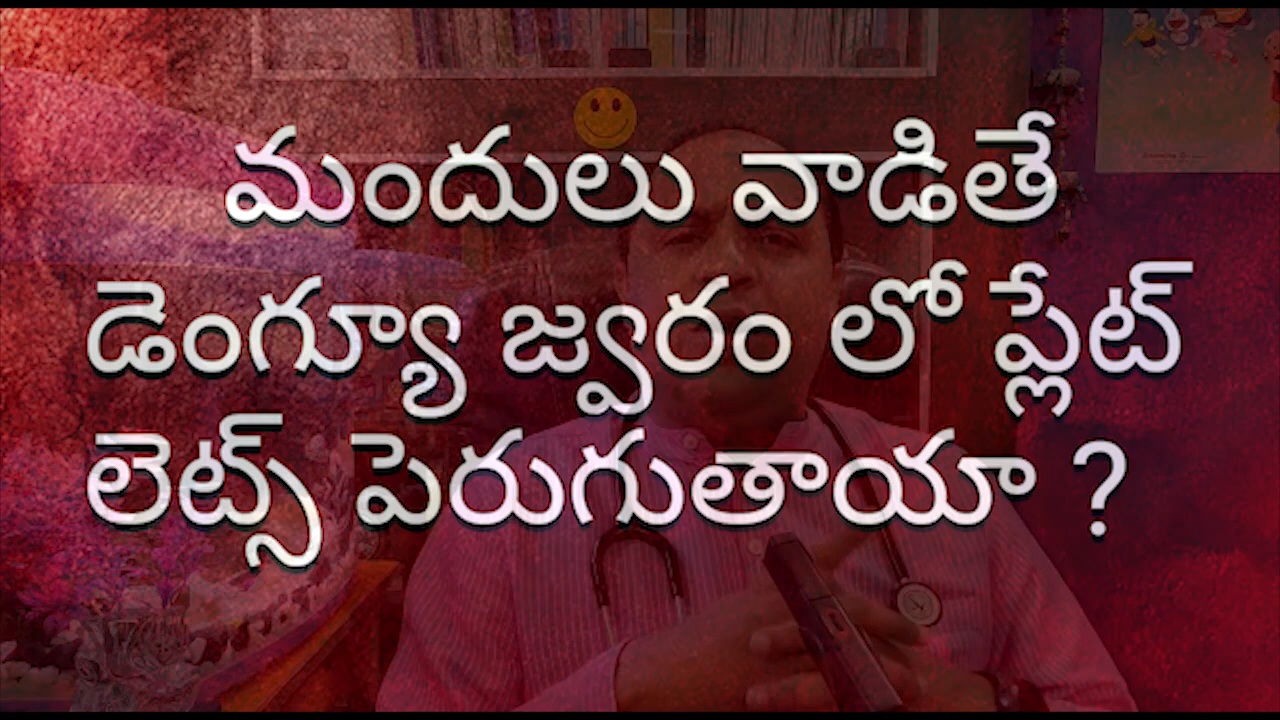 మందులు వాడితే
డెంగ్యూ జ్వరం లో ప్లేట్
లెట్స్ పెరుగుతాయా ?